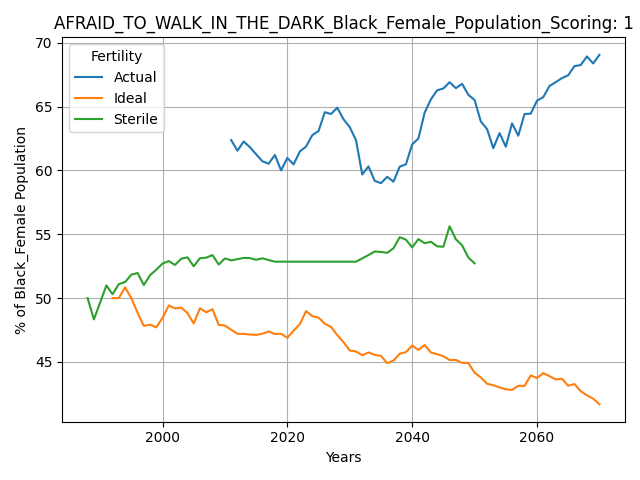 AFRAID_TO_WALK_IN_THE_DARK_Black_Female_Population_Scoring: 1
70
65
60
55
50
45
% of Black_Female Population
Fertility
Actual
Ideal
Sterile
2000
2020
2040
2060
Years